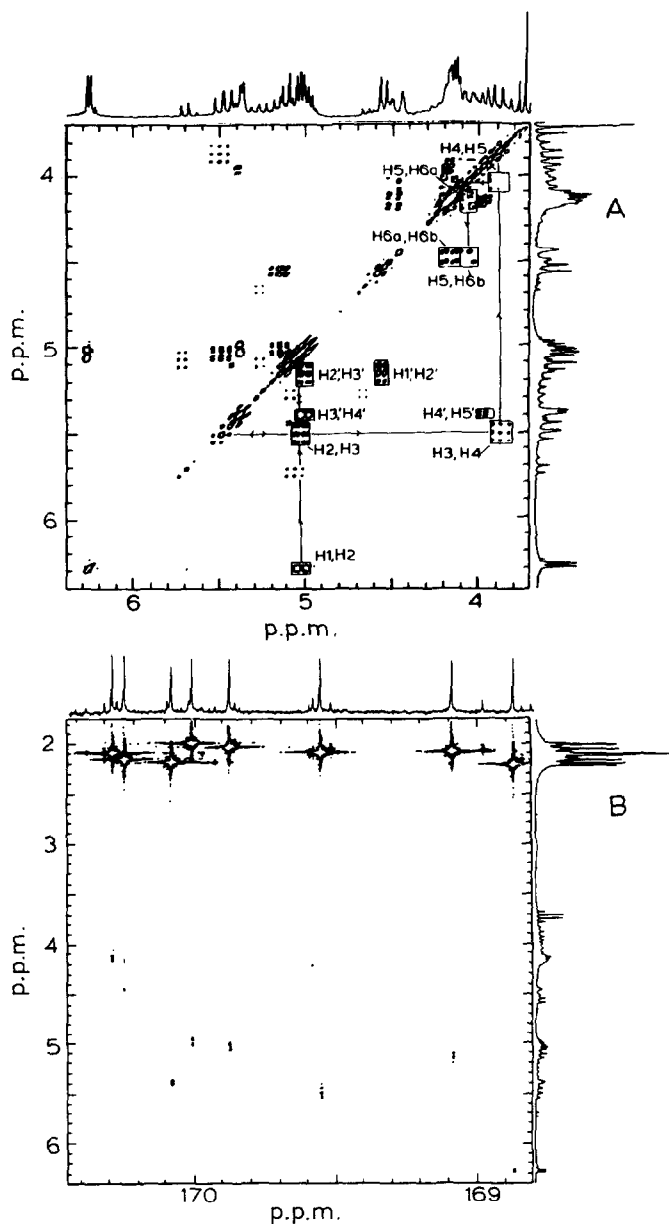 A
H4,H5
H5,H6a
H6a,H6b
H5,H6b
H2',H3'
H1',H2'
H3',H4'
H4',H5'
H2,H3
H3,H4
H1,H2
4
5
6
p.p.m.
6
5
4
p.p.m.
B
2
3
4
5
6
p.p.m.
170
169
p.p.m.